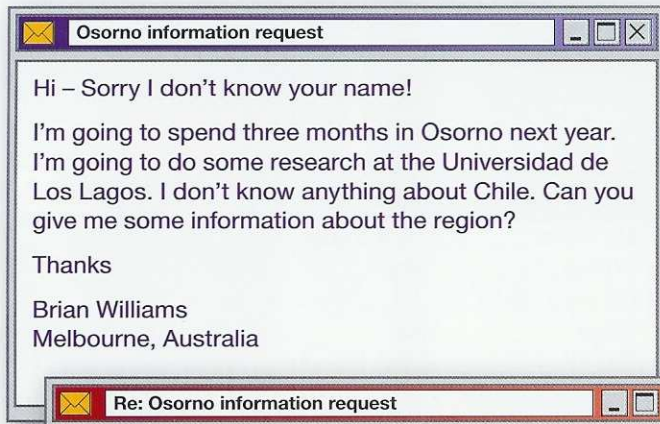 Osorno information request
Hi – Sorry I don't know your name!
I'm going to spend three months in Osorno next year.
I'm going to do some research at the Universidad de
Los Lagos. I don't know anything about Chile. Can you
give me some information about the region?
Thanks
Brian Williams
Melbourne, Australia
Re: Osorno information request